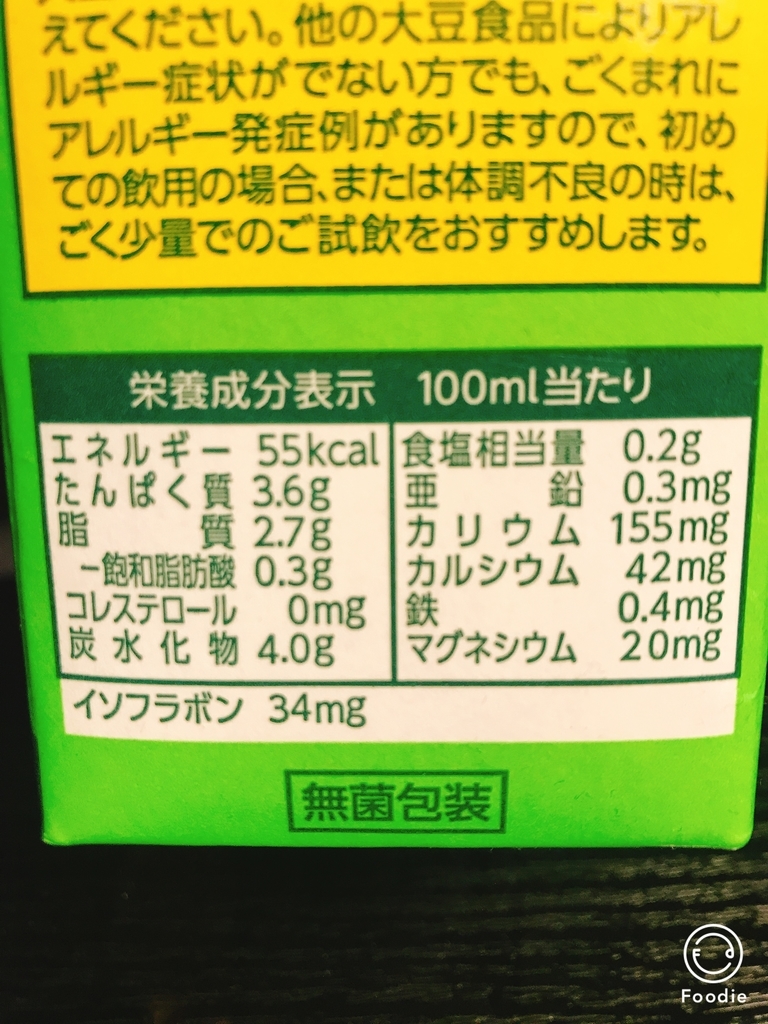 えてください。他の大豆食品によりアレ
ルギー症状がでない方でも、ごくまれに
アレルギー発症例がありますので、初め
ての飲用の場合、または体調不良の時は、
ごく少量でのご試飲をおすすめします。
栄養成分表示 100ml当たり
エネルギー 55kcal
たんぱく質 3.6g
脂質 2.7g
-飽和脂肪酸 0.3g
コレステロール 0mg
炭水化物 4.0g
食塩相当量 0.2g
亜鉛 0.3mg
カリウム 155mg
カルシウム 42mg
鉄 0.4mg
マグネシウム 20mg
イソフラボン 34mg
無菌包装
Foodie